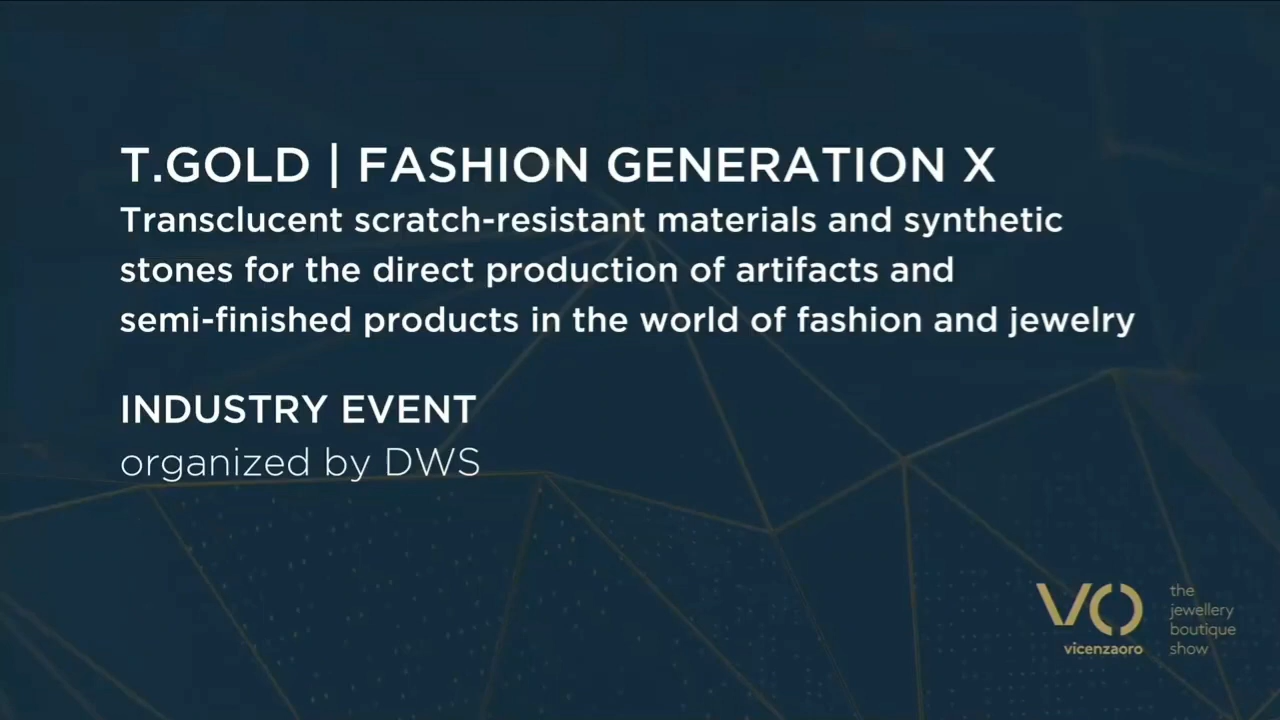 T.GOLD | FASHION GENERATION X
Transclucent scratch-resistant materials and synthetic
stones for the direct production of artifacts and
semi-finished products in the world of fashion and jewelry
INDUSTRY EVENT
organized by DWS
VO
vicenzaoro
the
jewellery
boutique
show